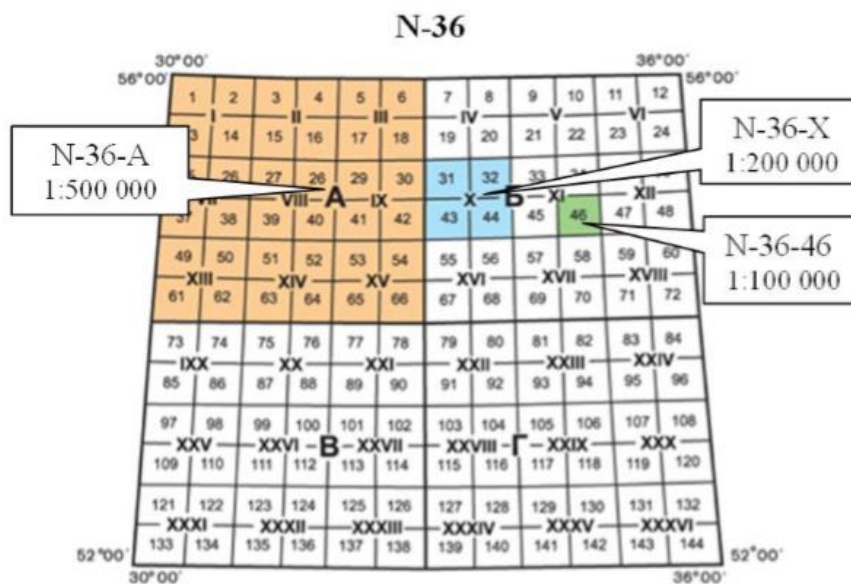 N-36
30°00′ 36°00′
56°00′ 56°00′
1 2 3 4 5 6 7 8 9 10 11 12
I II III IV V VI
13 14 15 16 17 18 19 20 21 22 23 24
N-36-А
1:500 000
N-36-X
1:200 000
26 27 28 29 30 31 32 33
VIII А IX X Б XI XII
37 38 39 40 41 42 43 44 45 46 47 48
N-36-46
1:100 000
49 50 51 52 53 54 55 56 57 58 59 60
XIII XIV XV XVI XVII XVIII
61 62 63 64 65 66 67 68 69 70 71 72
73 74 75 76 77 78 79 80 81 82 83 84
IXX XX XXI XXII XXIII XXIV
85 86 87 88 89 90 91 92 93 94 95 96
97 98 99 100 101 102 103 104 105 106 107 108
XXV XXVI В XXVII XXVIII Г XXIX XXX
109 110 111 112 113 114 115 116 117 118 119 120
121 122 123 124 125 126 127 128 129 130 131 132
XXXI XXXII XXXIII XXXIV XXXV XXXVI
133 134 135 136 137 138 139 140 141 142 143 144
52°00′ 52°00′
30°00′ 36°00′